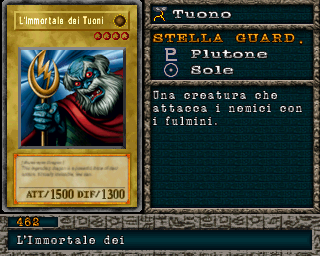 L'Immortale dei Tuoni
ATT/1500 DIF/1300
Tuono
STELLA GUARD.
Plutone
Sole
Una creatura che
attacca i nemici con
i fulmini.
462
L'Immortale dei